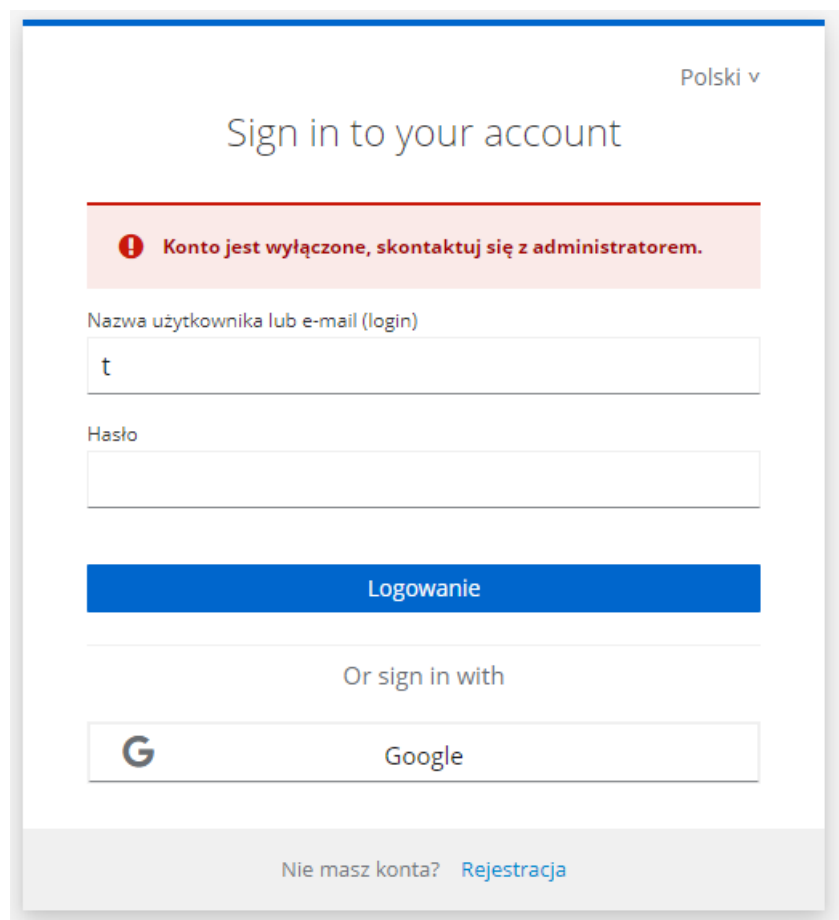 Polski v
Sign in to your account
Konto jest wyłączone, skontaktuj się z administratorem.
Nazwa użytkownika lub e-mail (login)
t
Hasło
Logowanie
Or sign in with
G Google
Nie masz konta? Rejestracja